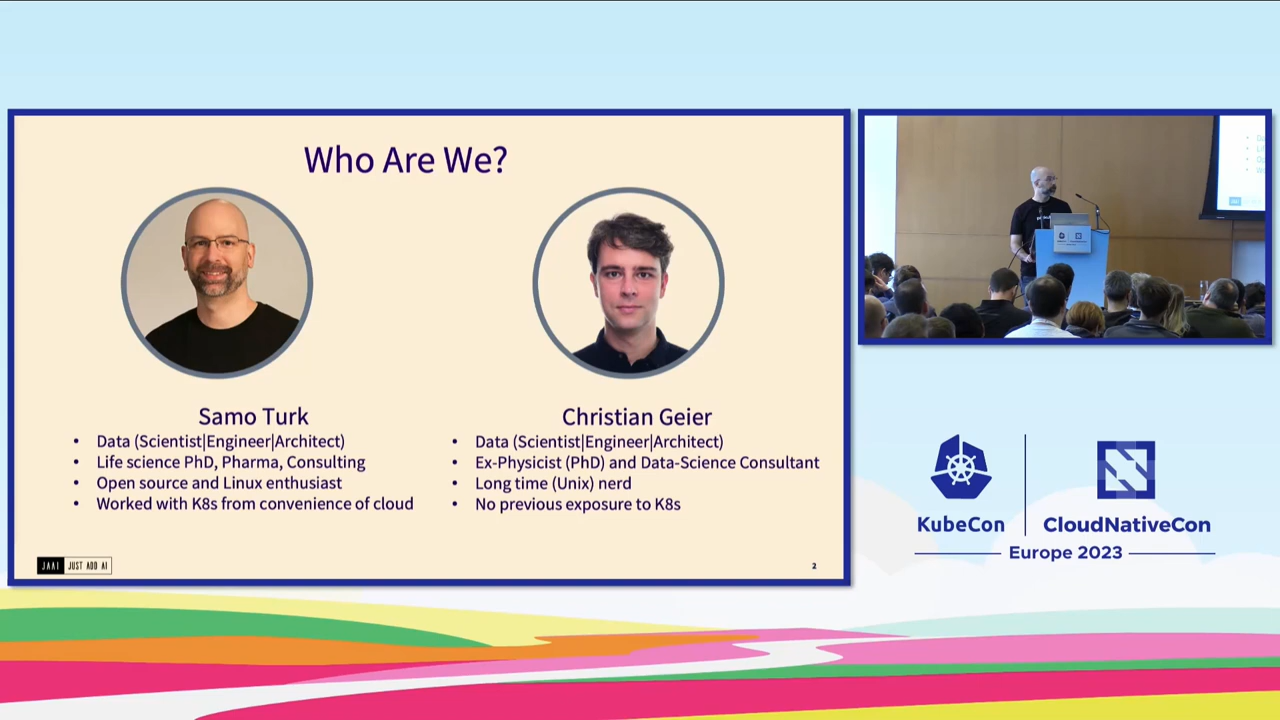 Who Are We?
Samo Turk
• Data (Scientist|Engineer|Architect)
• Life science PhD, Pharma, Consulting
• Open source and Linux enthusiast
• Worked with K8s from convenience of cloud
Christian Geier
• Data (Scientist|Engineer|Architect)
• Ex-Physicist (PhD) and Data-Science Consultant
• Long time (Unix) nerd
• No previous exposure to K8s
JAAI JUST ADD AI
2
KubeCon
CloudNativeCon
Europe 2023